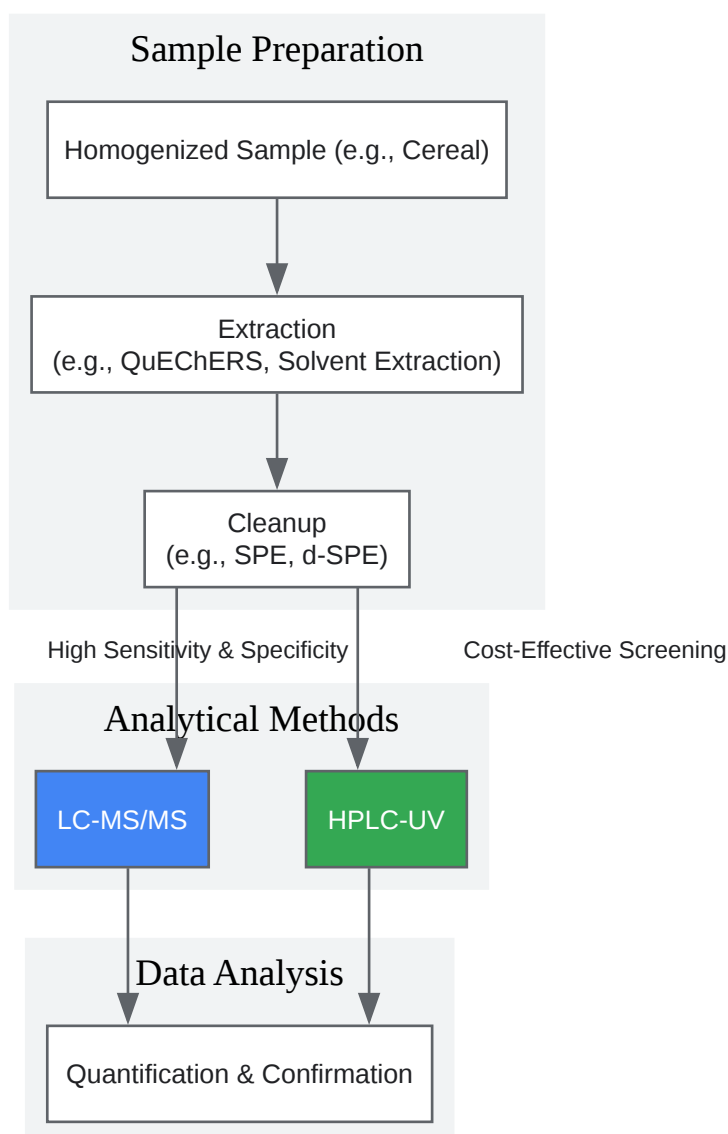 Sample Preparation
Homogenized Sample (e.g., Cereal)
Extraction
(e.g., QuEChERS, Solvent Extraction)
Cleanup
(e.g., SPE, d-SPE)
High Sensitivity & Specificity
Cost-Effective Screening
Analytical Methods
LC-MS/MS
HPLC-UV
Data Analysis
Quantification & Confirmation